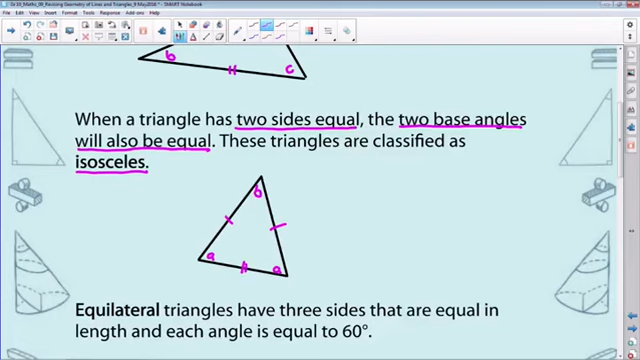 Gr10_Maths_09_Revising Geometry of Lines and Triangles_9 May2016 - SMART Notebook
File Edit View Insert Format Tools Add-ons Response Help
b
H
c
When a triangle has two sides equal, the two base angles
will also be equal. These triangles are classified as
isosceles.
b
a
a
Equilateral triangles have three sides that are equal in
length and each angle is equal to 60°.